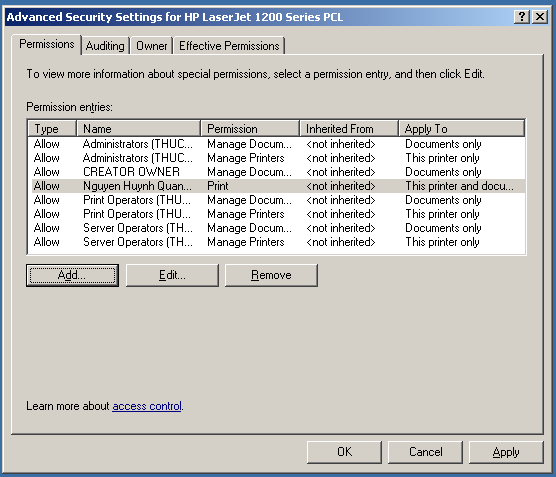 Advanced Security Settings for HP LaserJet 1200 Series PCL
Permissions Auditing Owner Effective Permissions
To view more information about special permissions, select a permission entry, and then click Edit.
Permission entries:
Type Name Permission Inherited From Apply To
Allow Administrators (THUC... Manage Docum... <not inherited> Documents only
Allow Administrators (THUC... Manage Printers <not inherited> This printer only
Allow CREATOR OWNER Manage Docum... <not inherited> Documents only
Allow Nguyen Huynh Quan... Print <not inherited> This printer and docu...
Allow Print Operators (THU... Manage Docum... <not inherited> Documents only
Allow Print Operators (THU... Manage Printers <not inherited> This printer only
Allow Server Operators (TH... Manage Docum... <not inherited> Documents only
Allow Server Operators (TH... Manage Printers <not inherited> This printer only
Add... Edit... Remove
Learn more about access control.
OK Cancel Apply